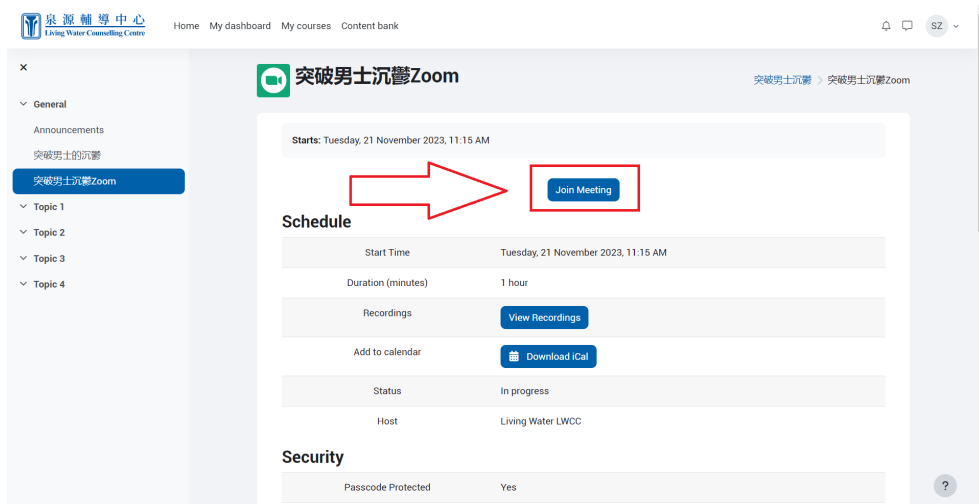 泉源輔導中心
Living Water Counselling Centre
Home My dashboard My courses Content bank
SZ
General
Announcements
突破男士的沉鬱
突破男士沉鬱Zoom
Topic 1
Topic 2
Topic 3
Topic 4
突破男士沉鬱Zoom
突破男士沉鬱 > 突破男士沉鬱Zoom
Starts: Tuesday, 21 November 2023, 11:15 AM
Join Meeting
Schedule
Start Time Tuesday, 21 November 2023, 11:15 AM
Duration (minutes) 1 hour
Recordings View Recordings
Add to calendar Download iCal
Status In progress
Host Living Water LWCC
Security
Passcode Protected Yes
?